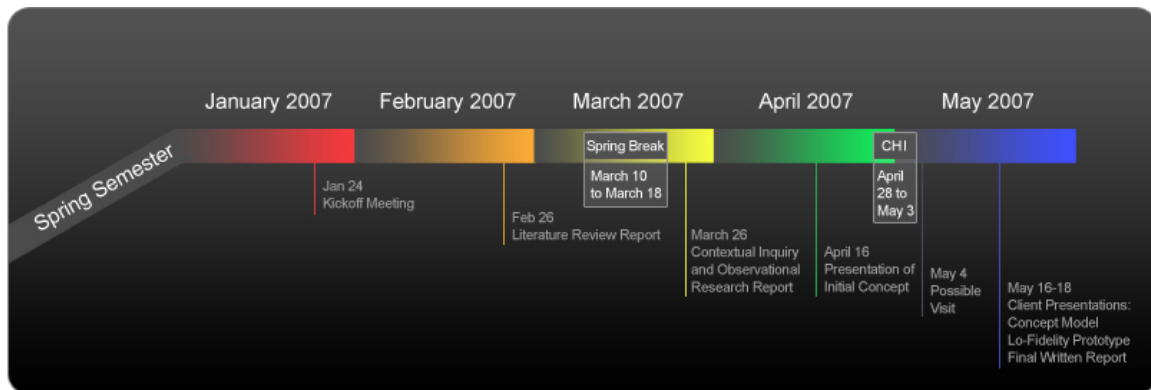 January 2007
February 2007
March 2007
April 2007
May 2007
Spring Semester
Spring Break
March 10
to March 18
CHI
April
28 to
May 3
Jan 24
Kickoff Meeting
Feb 26
Literature Review Report
March 26
Contextual Inquiry
and Observational
Research Report
April 16
Presentation of
Initial Concept
May 4
Possible
Visit
May 16-18
Client Presentations:
Concept Model
Lo-Fidelity Prototype
Final Written Report